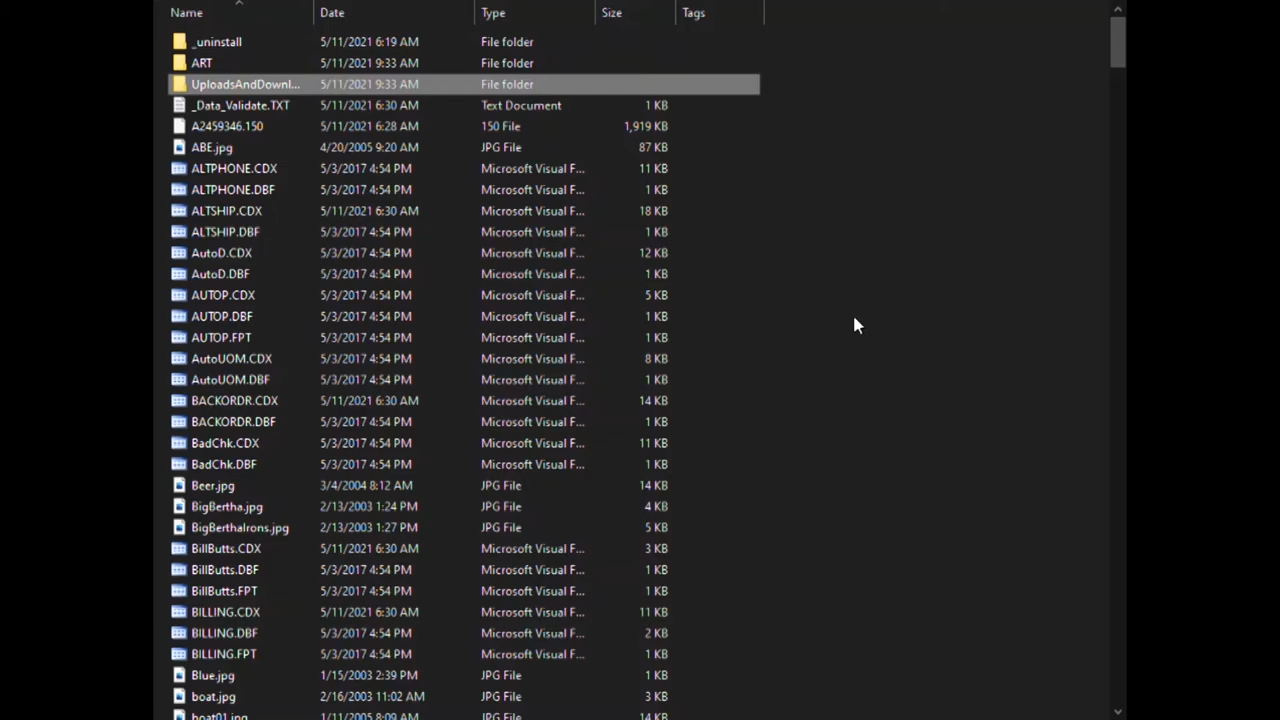 Name Date Type Size Tags
_uninstall 5/11/2021 6:19 AM File folder
ART 5/11/2021 9:33 AM File folder
UploadsAndDownl... 5/11/2021 9:33 AM File folder
_Data_Validate.TXT 5/11/2021 6:30 AM Text Document 1 KB
A2459346.150 5/11/2021 6:28 AM 150 File 1,919 KB
ABE.jpg 4/20/2005 9:20 AM JPG File 87 KB
ALTPHONE.CDX 5/3/2017 4:54 PM Microsoft Visual F... 11 KB
ALTPHONE.DBF 5/3/2017 4:54 PM Microsoft Visual F... 1 KB
ALTSHIP.CDX 5/11/2021 6:30 AM Microsoft Visual F... 18 KB
ALTSHIP.DBF 5/3/2017 4:54 PM Microsoft Visual F... 1 KB
AutoD.CDX 5/3/2017 4:54 PM Microsoft Visual F... 12 KB
AutoD.DBF 5/3/2017 4:54 PM Microsoft Visual F... 1 KB
AUTOP.CDX 5/3/2017 4:54 PM Microsoft Visual F... 5 KB
AUTOP.DBF 5/3/2017 4:54 PM Microsoft Visual F... 1 KB
AUTOP.FPT 5/3/2017 4:54 PM Microsoft Visual F... 1 KB
AutoUOM.CDX 5/3/2017 4:54 PM Microsoft Visual F... 8 KB
AutoUOM.DBF 5/3/2017 4:54 PM Microsoft Visual F... 1 KB
BACKORDR.CDX 5/11/2021 6:30 AM Microsoft Visual F... 14 KB
BACKORDR.DBF 5/3/2017 4:54 PM Microsoft Visual F... 1 KB
BadChk.CDX 5/3/2017 4:54 PM Microsoft Visual F... 11 KB
BadChk.DBF 5/3/2017 4:54 PM Microsoft Visual F... 1 KB
Beer.jpg 3/4/2004 8:12 AM JPG File 14 KB
BigBertha.jpg 2/13/2003 1:24 PM JPG File 4 KB
BigBerthaIrons.jpg 2/13/2003 1:27 PM JPG File 5 KB
BillButts.CDX 5/11/2021 6:30 AM Microsoft Visual F... 3 KB
BillButts.DBF 5/3/2017 4:54 PM Microsoft Visual F... 1 KB
BillButts.FPT 5/3/2017 4:54 PM Microsoft Visual F... 1 KB
BILLING.CDX 5/11/2021 6:30 AM Microsoft Visual F... 11 KB
BILLING.DBF 5/3/2017 4:54 PM Microsoft Visual F... 2 KB
BILLING.FPT 5/3/2017 4:54 PM Microsoft Visual F... 1 KB
Blue.jpg 1/15/2003 2:39 PM JPG File 1 KB
boat.jpg 2/16/2003 11:02 AM JPG File 3 KB
boat01.jpg 1/11/2005 8:09 AM JPG File 14 KB